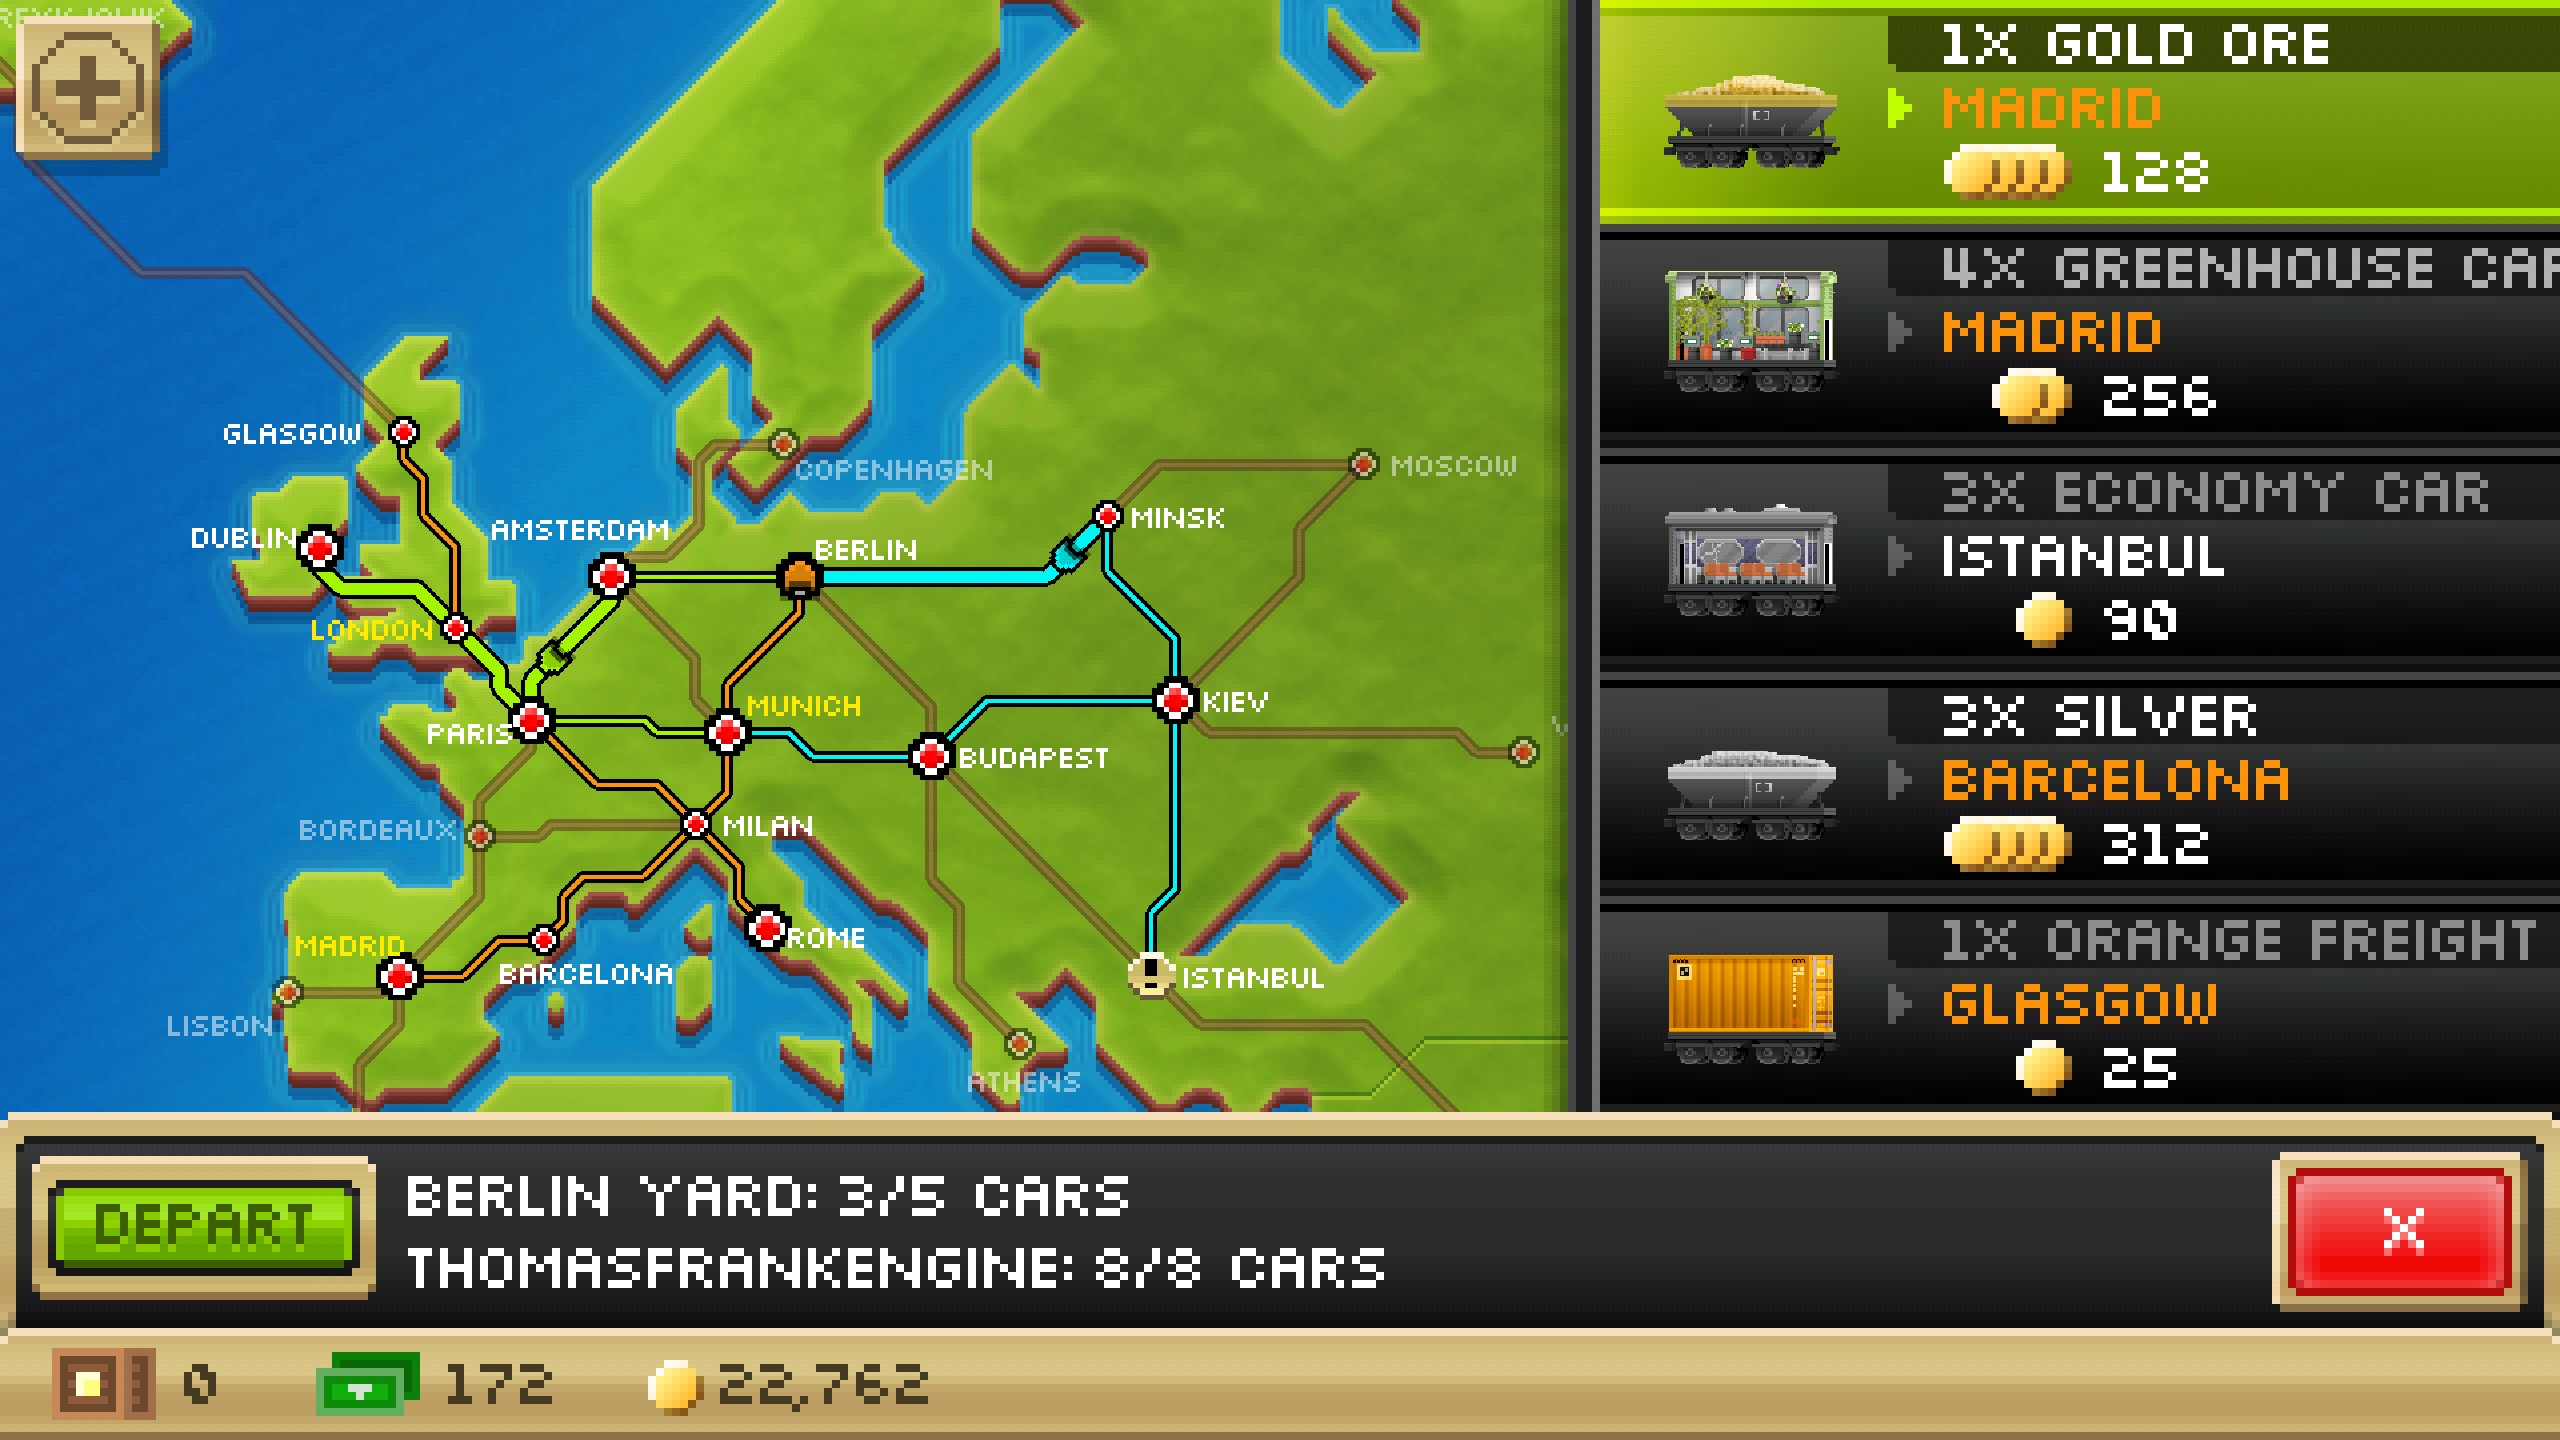 REYKJAVIK
GLASGOW
DUBLIN
LONDON
AMSTERDAM
COPENHAGEN
BERLIN
MINSK
MOSCOW
PARIS
MUNICH
KIEV
BUDAPEST
BORDEAUX
MILAN
MADRID
BARCELONA
ROME
ISTANBUL
LISBON
ATHENS
1X GOLD ORE
MADRID
128
4X GREENHOUSE CAR
MADRID
256
3X ECONOMY CAR
ISTANBUL
90
3X SILVER
BARCELONA
312
1X ORANGE FREIGHT
GLASGOW
25
DEPART
BERLIN YARD: 3/5 CARS
THOMASFRANKENGINE: 8/8 CARS
X
0
172
22,762